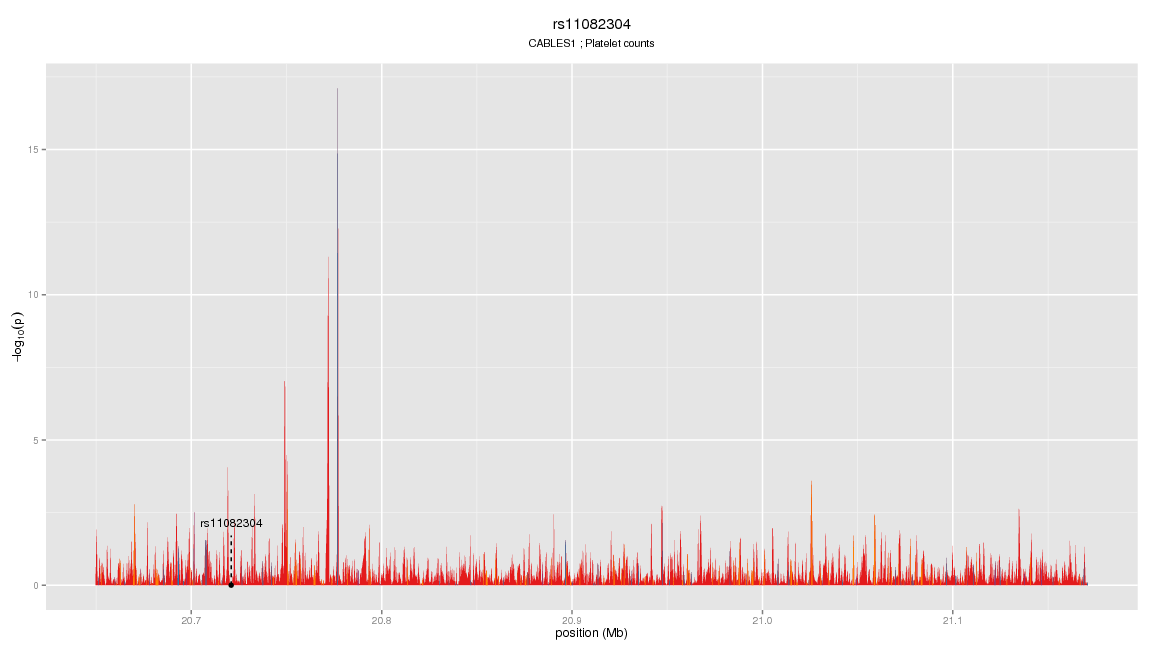 rs11082304
CABLES1 ; Platelet counts
15
10
5
0
−log10(p)
rs11082304
20.7
20.8
20.9
21.0
21.1
position (Mb)